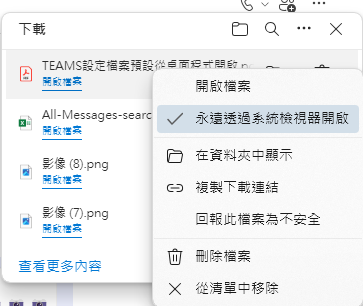 下載
TEAMS設定檔案預設從桌面程式開啟.p
開啟檔案
All-Messages-searc
開啟檔案
影像 (8).png
開啟檔案
影像 (7).png
開啟檔案
查看更多內容
開啟檔案
永遠透過系統檢視器開啟
在資料夾中顯示
複製下載連結
回報此檔案為不安全
刪除檔案
從清單中移除